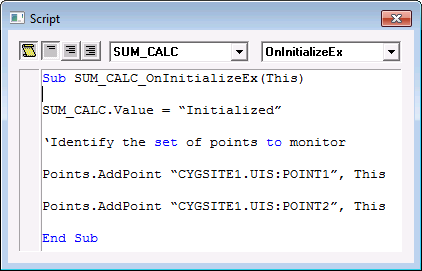 Script
SUM_CALC OnInitializeEx
Sub SUM_CALC_OnInitializeEx(This)
SUM_CALC.Value = “Initialized”
‘Identify the set of points to monitor
Points.AddPoint “CYGSITE1.UIS:POINT1”, This
Points.AddPoint “CYGSITE1.UIS:POINT2”, This
End Sub